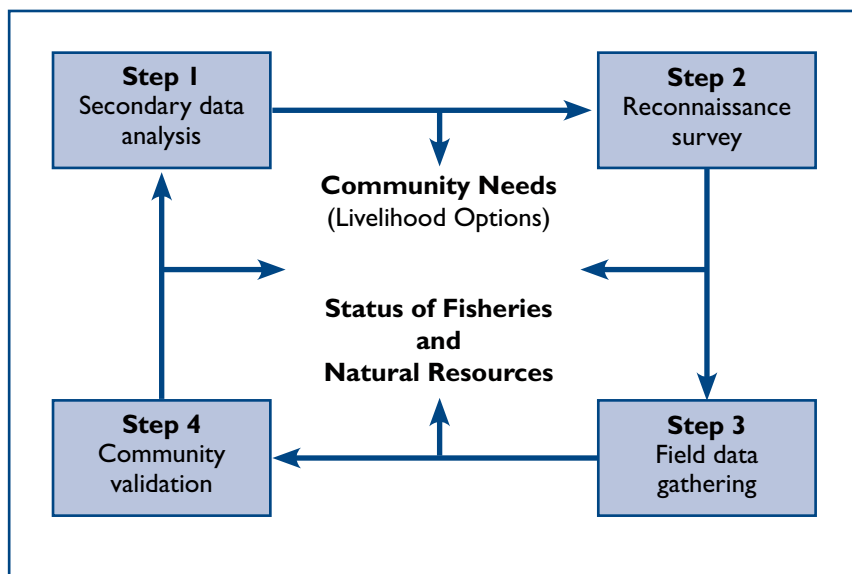 Step 1
Secondary data
analysis
Step 2
Reconnaissance
survey
Community Needs
(Livelihood Options)
Status of Fisheries
and
Natural Resources
Step 4
Community
validation
Step 3
Field data
gathering